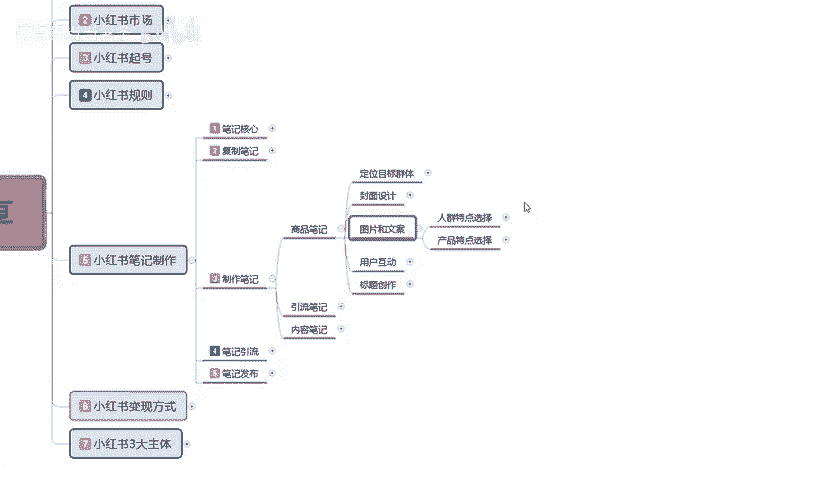 2 小红书市场
3 小红书起号
4 小红书规则
5 小红书笔记制作
1 笔记核心
2 复制笔记
3 制作笔记
商品笔记
定位目标群体
封面设计
图片和文案
人群特点选择
产品特点选择
用户互动
标题创作
引流笔记
内容笔记
4 笔记引流
5 笔记发布
6 小红书变现方式
7 小红书3大主体